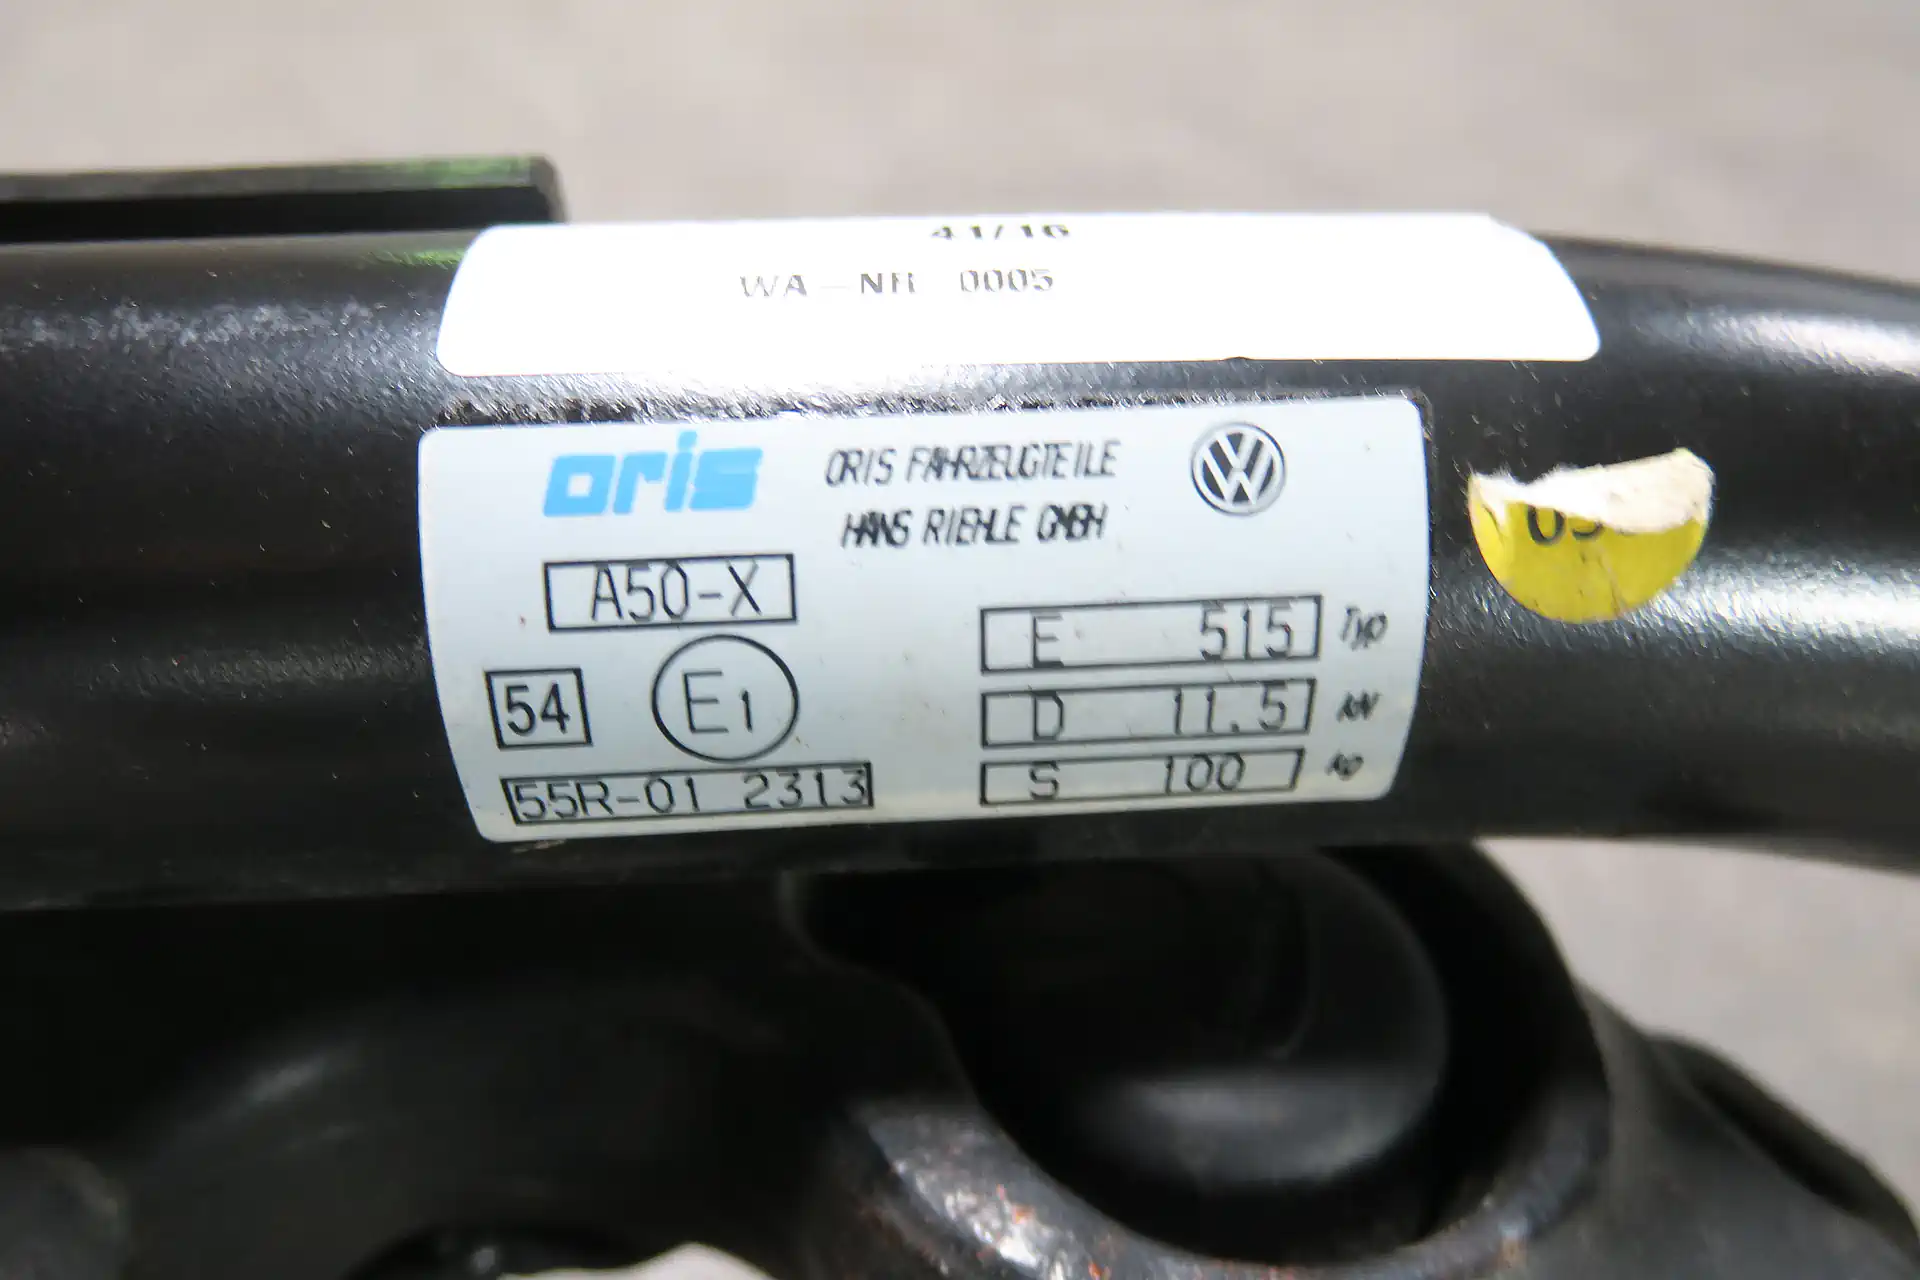 41/16
WA-NR 0005
oris
ORIS FAHRZEUGTEILE
HANS RIEHLE GMBH
A50-X
E 515 Typ
54
E1
D 11.5 kN
55R-01 2313
S 100 kg